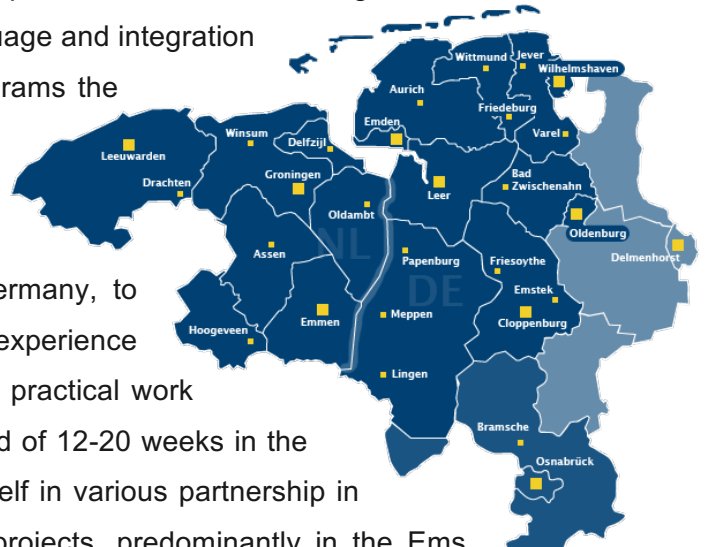 uage and integration
rams the
ermany, to
experience
practical work
d of 12-20 weeks in the
elf in various partnership in
projects, predominantly in the Ems
Wittmund
Jever
Wilhelmshaven
Aurich
Friedeburg
Emden
Varel
Winsum
Delfzijl
Leeuwarden
Groningen
Drachten
Leer
Bad
Zwischenahn
Oldambt
Oldenburg
NL
Assen
Papenburg
Friesoythe
Delmenhorst
DE
Emstek
Meppen
Emmen
Cloppenburg
Hoogeveen
Lingen
Bramsche
Osnabrück